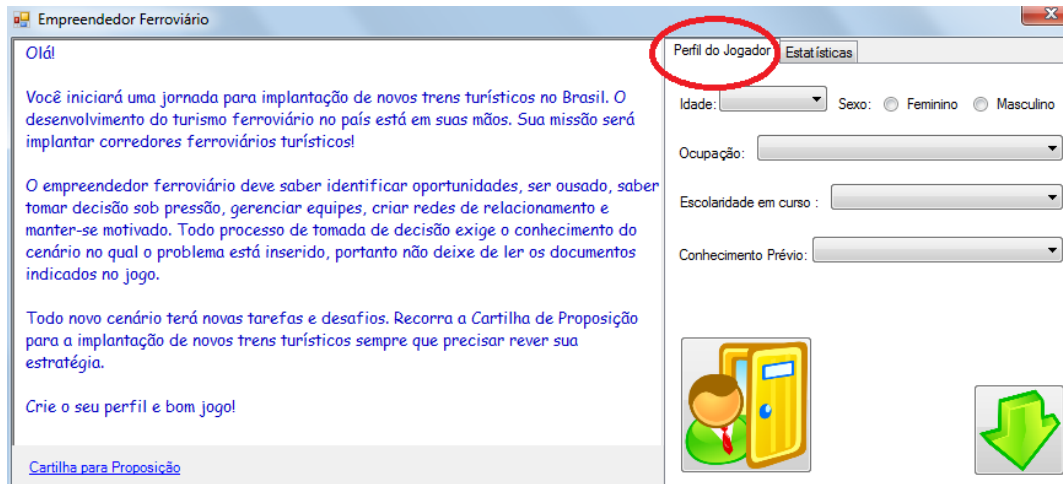 Empreendedor Ferroviário
Olá!
Você iniciará uma jornada para implantação de novos trens turísticos no Brasil. O
desenvolvimento do turismo ferroviário no país está em suas mãos. Sua missão será
implantar corredores ferroviários turísticos!
O empreendedor ferroviário deve saber identificar oportunidades, ser ousado, saber
tomar decisão sob pressão, gerenciar equipes, criar redes de relacionamento e
manter-se motivado. Todo processo de tomada de decisão exige o conhecimento do
cenário no qual o problema está inserido, portanto não deixe de ler os documentos
indicados no jogo.
Todo novo cenário terá novas tarefas e desafios. Recorra a Cartilha de Proposição
para a implantação de novos trens turísticos sempre que precisar rever sua
estratégia.
Crie o seu perfil e bom jogo!
Cartilha para Proposição
Perfil do Jogador Estatísticas
Idade: Sexo: Feminino Masculino
Ocupação:
Escolaridade em curso :
Conhecimento Prévio: